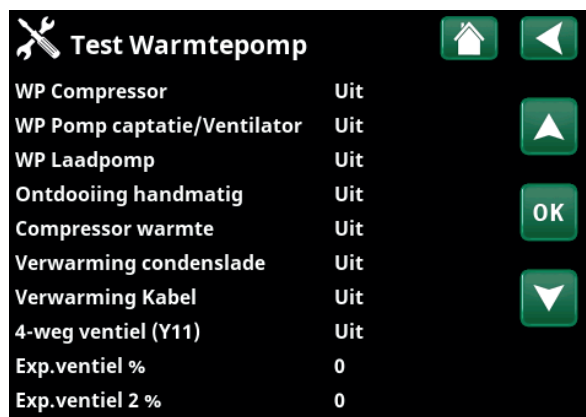 Test Warmtepomp
WP Compressor Uit
WP Pomp captatie/Ventilator Uit
WP Laadpomp Uit
Ontdooiing handmatig Uit
OK
Compressor warmte Uit
Verwarming condenslade Uit
Verwarming Kabel Uit
4-weg ventiel (Y11) Uit
Exp.ventiel % 0
Exp.ventiel 2 % 0